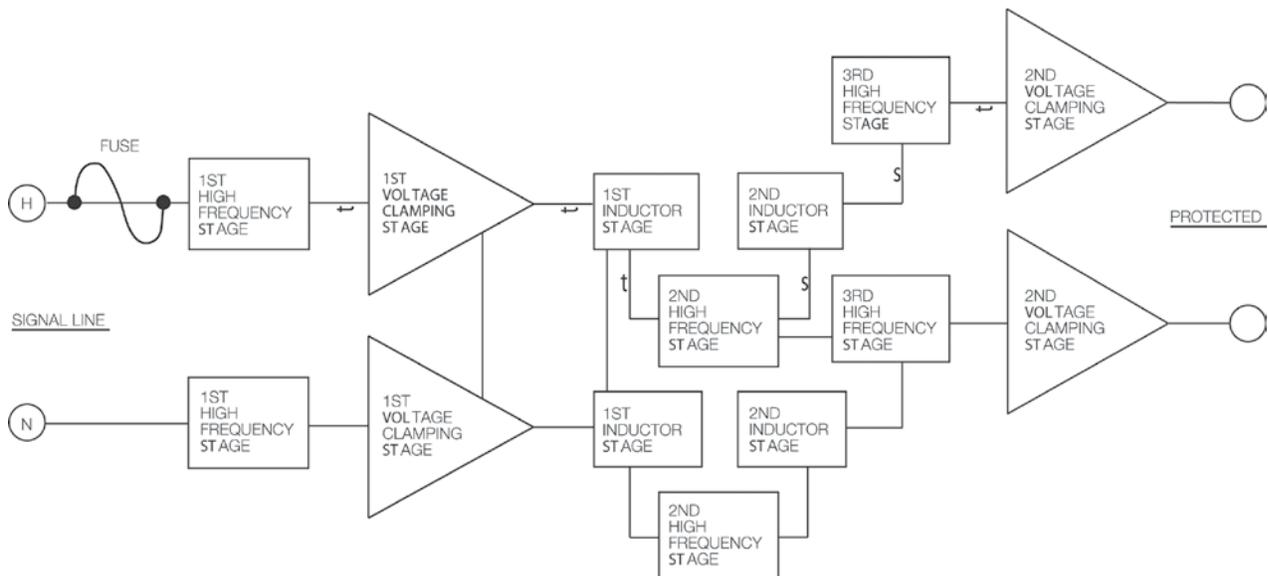 FUSE
H
1ST
HIGH
FREQUENCY
STAGE
t
1ST
VOLTAGE
CLAMPING
STAGE
t
1ST
INDUCTOR
STAGE
t
2ND
HIGH
FREQUENCY
STAGE
s
2ND
INDUCTOR
STAGE
s
3RD
HIGH
FREQUENCY
STAGE
t
2ND
VOLTAGE
CLAMPING
STAGE
PROTECTED
SIGNAL LINE
N
1ST
HIGH
FREQUENCY
STAGE
1ST
VOLTAGE
CLAMPING
STAGE
1ST
INDUCTOR
STAGE
2ND
HIGH
FREQUENCY
STAGE
2ND
INDUCTOR
STAGE
3RD
HIGH
FREQUENCY
STAGE
2ND
VOLTAGE
CLAMPING
STAGE